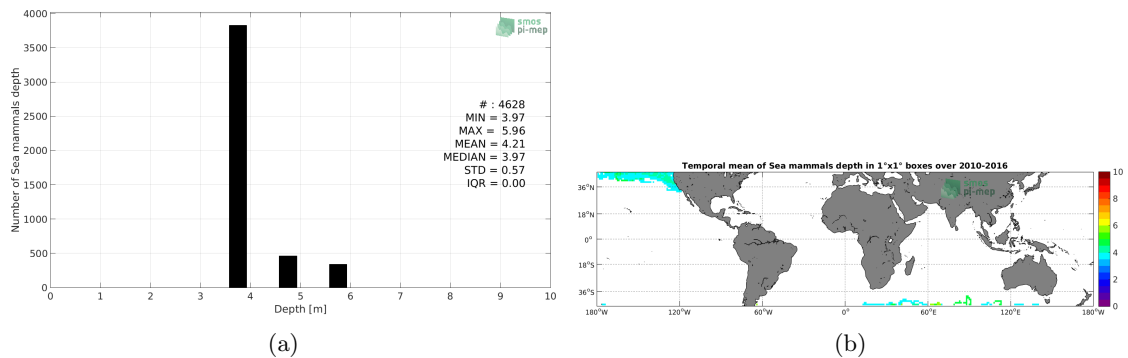 smos
pi-mep
4000
3500
3000
2500
2000
1500
1000
500
0
Number of Sea mammals depth
# : 4628
MIN = 3.97
MAX = 5.96
MEAN = 4.21
MEDIAN = 3.97
STD = 0.57
IQR = 0.00
0 1 2 3 4 5 6 7 8 9 10
Depth [m]
(a)
Temporal mean of Sea mammals depth in 1°x1° boxes over 2010-2016
smos
pi-mep
36°N
18°N
0°
18°S
36°S
180°W 120°W 60°W 0° 60°E 120°E 180°W
10
8
6
4
2
0
(b)